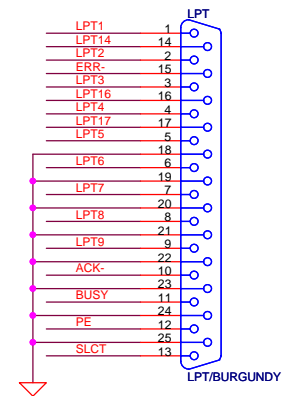 LPT
LPT1 1
LPT14 14
LPT2 2
ERR- 15
LPT3 3
LPT16 16
LPT4 4
LPT17 17
LPT5 5
18
LPT6 6
19
LPT7 7
20
LPT8 8
21
LPT9 9
22
ACK- 10
23
BUSY 11
24
PE 12
25
SLCT 13
LPT/BURGUNDY